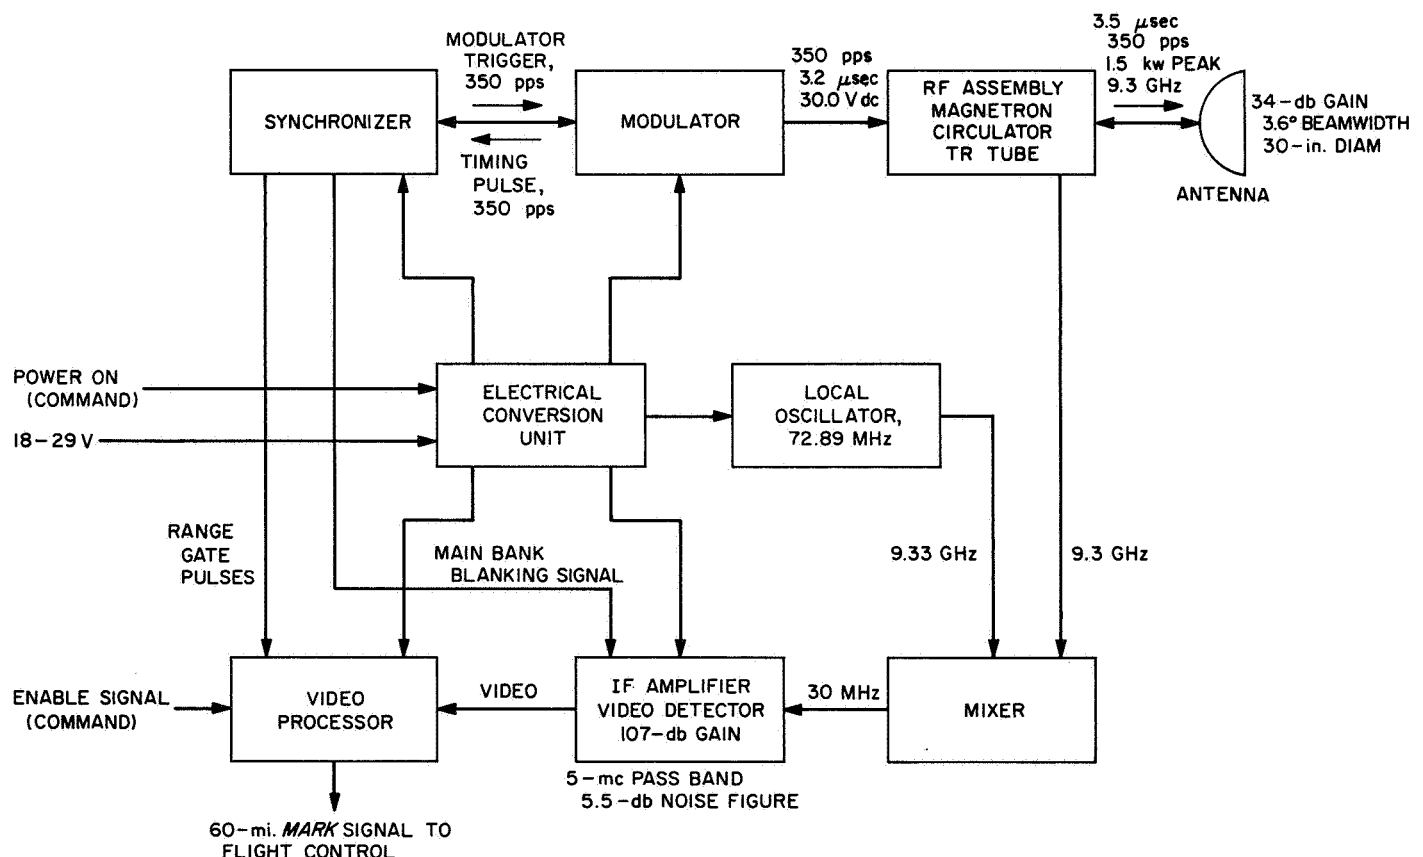 MODULATOR
TRIGGER,
350 pps
350 pps
3.2 μsec
30.0 Vdc
3.5 μsec
350 pps
1.5 kw PEAK
9.3 GHz
SYNCHRONIZER
MODULATOR
RF ASSEMBLY
MAGNETRON
CIRCULATOR
TR TUBE
34-db GAIN
3.6° BEAMWIDTH
30-in. DIAM
ANTENNA
TIMING
PULSE,
350 pps
POWER ON
(COMMAND)
18-29 V
ELECTRICAL
CONVERSION
UNIT
LOCAL
OSCILLATOR,
72.89 MHz
RANGE
GATE
PULSES
MAIN BANK
BLANKING SIGNAL
9.33 GHz
9.3 GHz
ENABLE SIGNAL
(COMMAND)
VIDEO
PROCESSOR
VIDEO
IF AMPLIFIER
VIDEO DETECTOR
107-db GAIN
30 MHz
MIXER
5-mc PASS BAND
5.5-db NOISE FIGURE
60-mi. MARK SIGNAL TO
FLIGHT CONTROL